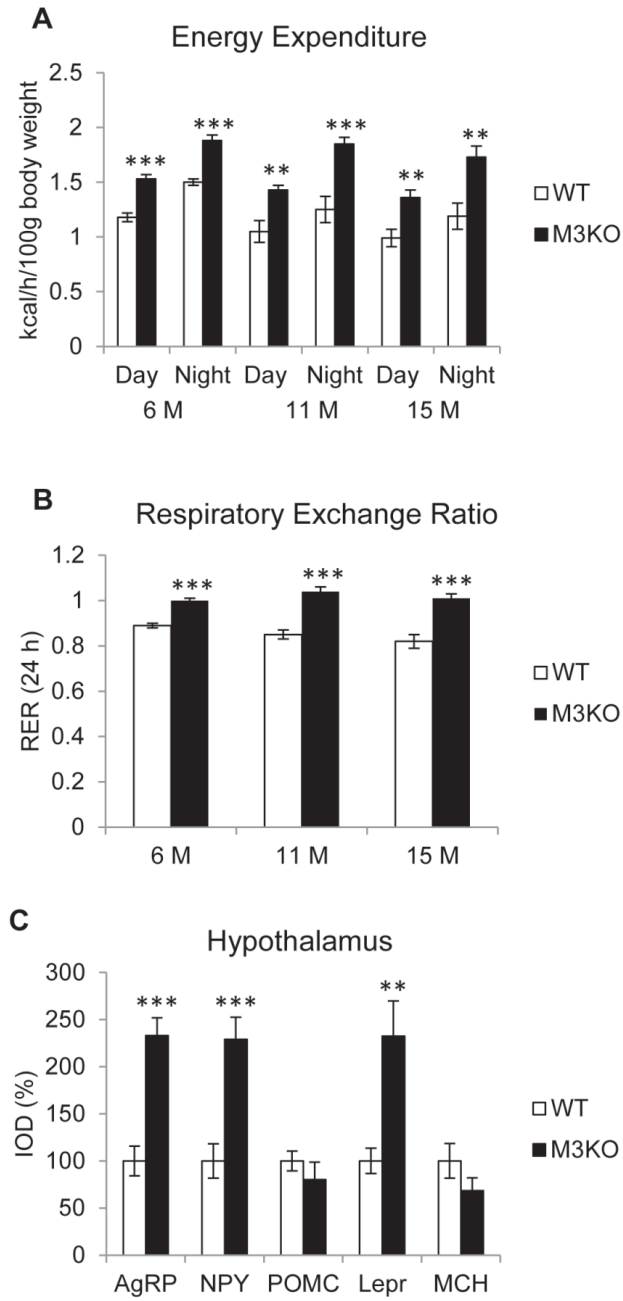 A
Energy Expenditure
kcal/h/100g body weight
2.5
2
1.5
1
0.5
0
*** *** ** *** ** **
WT
M3KO
Day Night Day Night Day Night
6 M 11 M 15 M
B
Respiratory Exchange Ratio
RER (24 h)
1.2
1
0.8
0.6
0.4
0.2
0
*** *** ***
WT
M3KO
6 M 11 M 15 M
C
Hypothalamus
IOD (%)
300
250
200
150
100
50
0
*** *** **
WT
M3KO
AgRP NPY POMC Lepr MCH